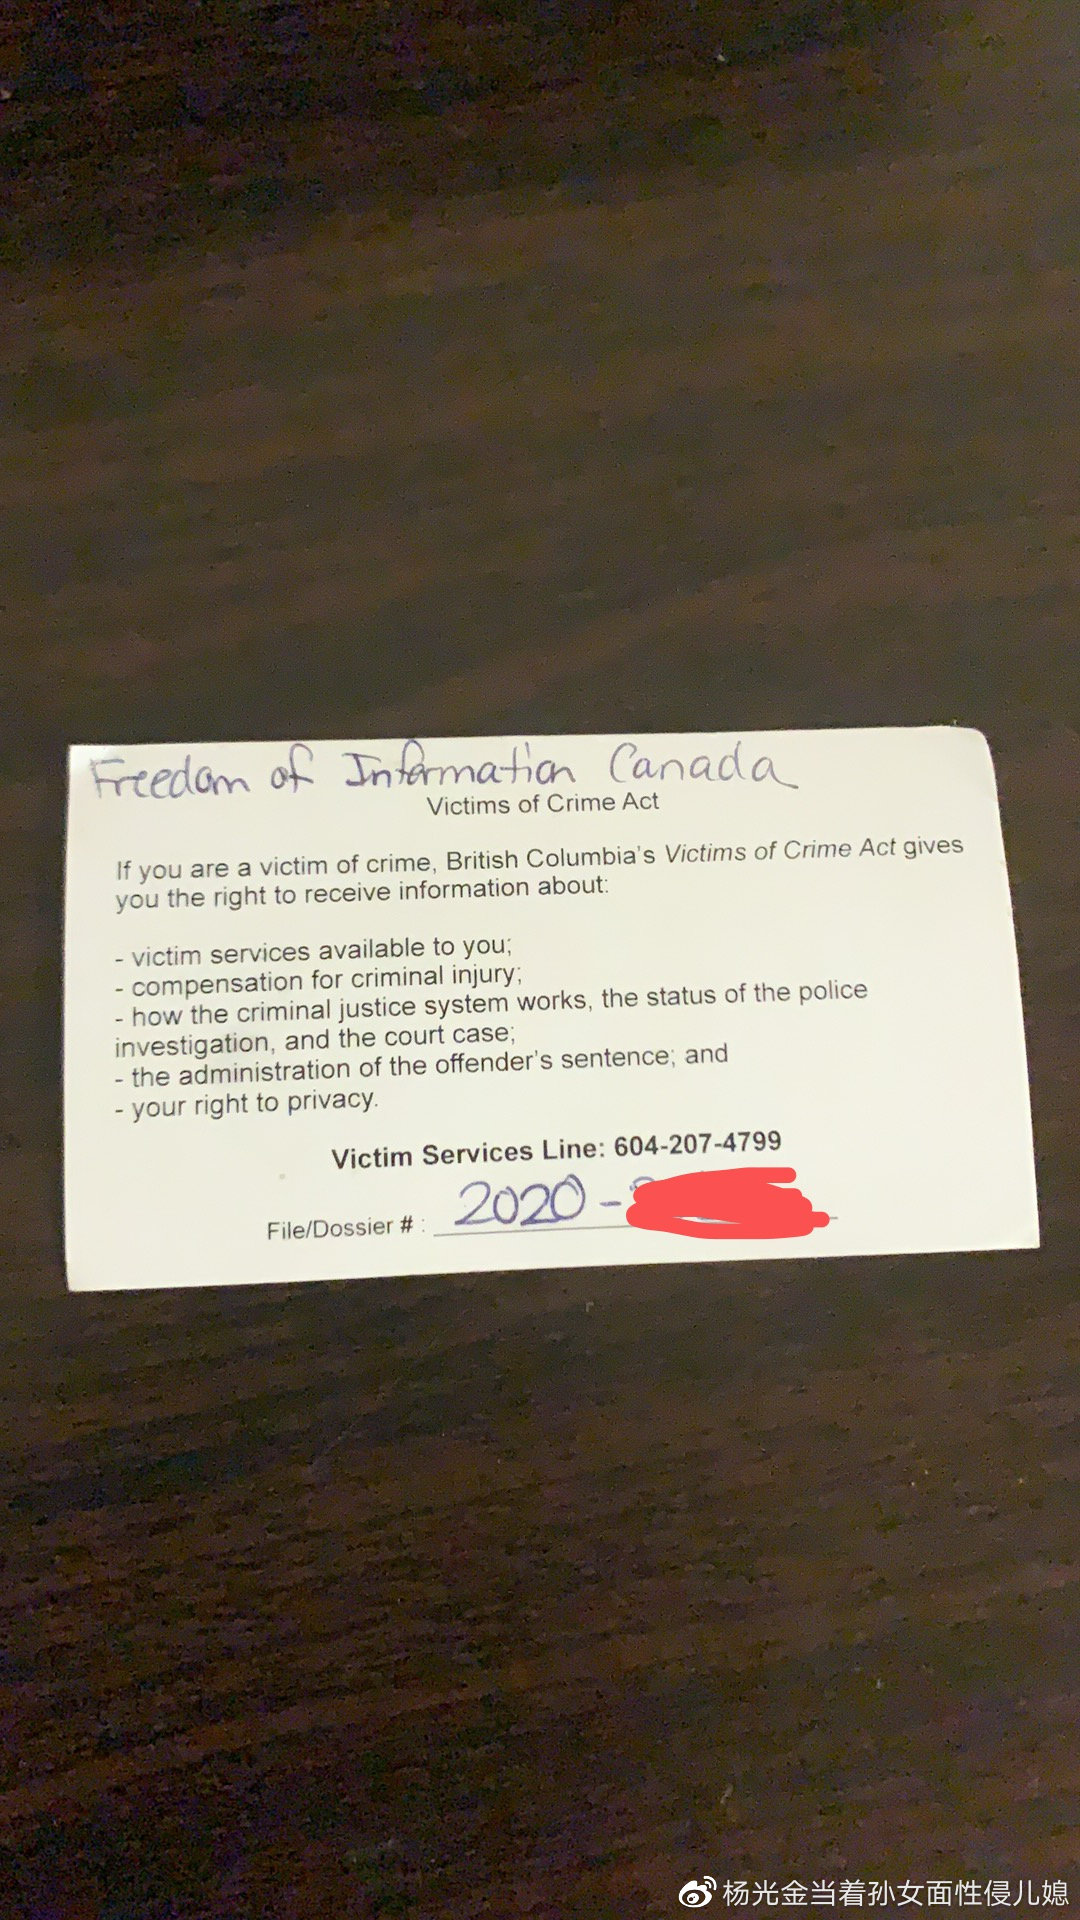 Freedom of Information Canada
Victims of Crime Act
If you are a victim of crime, British Columbia's Victims of Crime Act gives
you the right to receive information about:
- victim services available to you;
- compensation for criminal injury;
- how the criminal justice system works, the status of the police
investigation, and the court case;
- the administration of the offender's sentence; and
- your right to privacy.
Victim Services Line: 604-207-4799
File/Dossier # : 2020 -
杨光金当着孙女面性侵儿媳